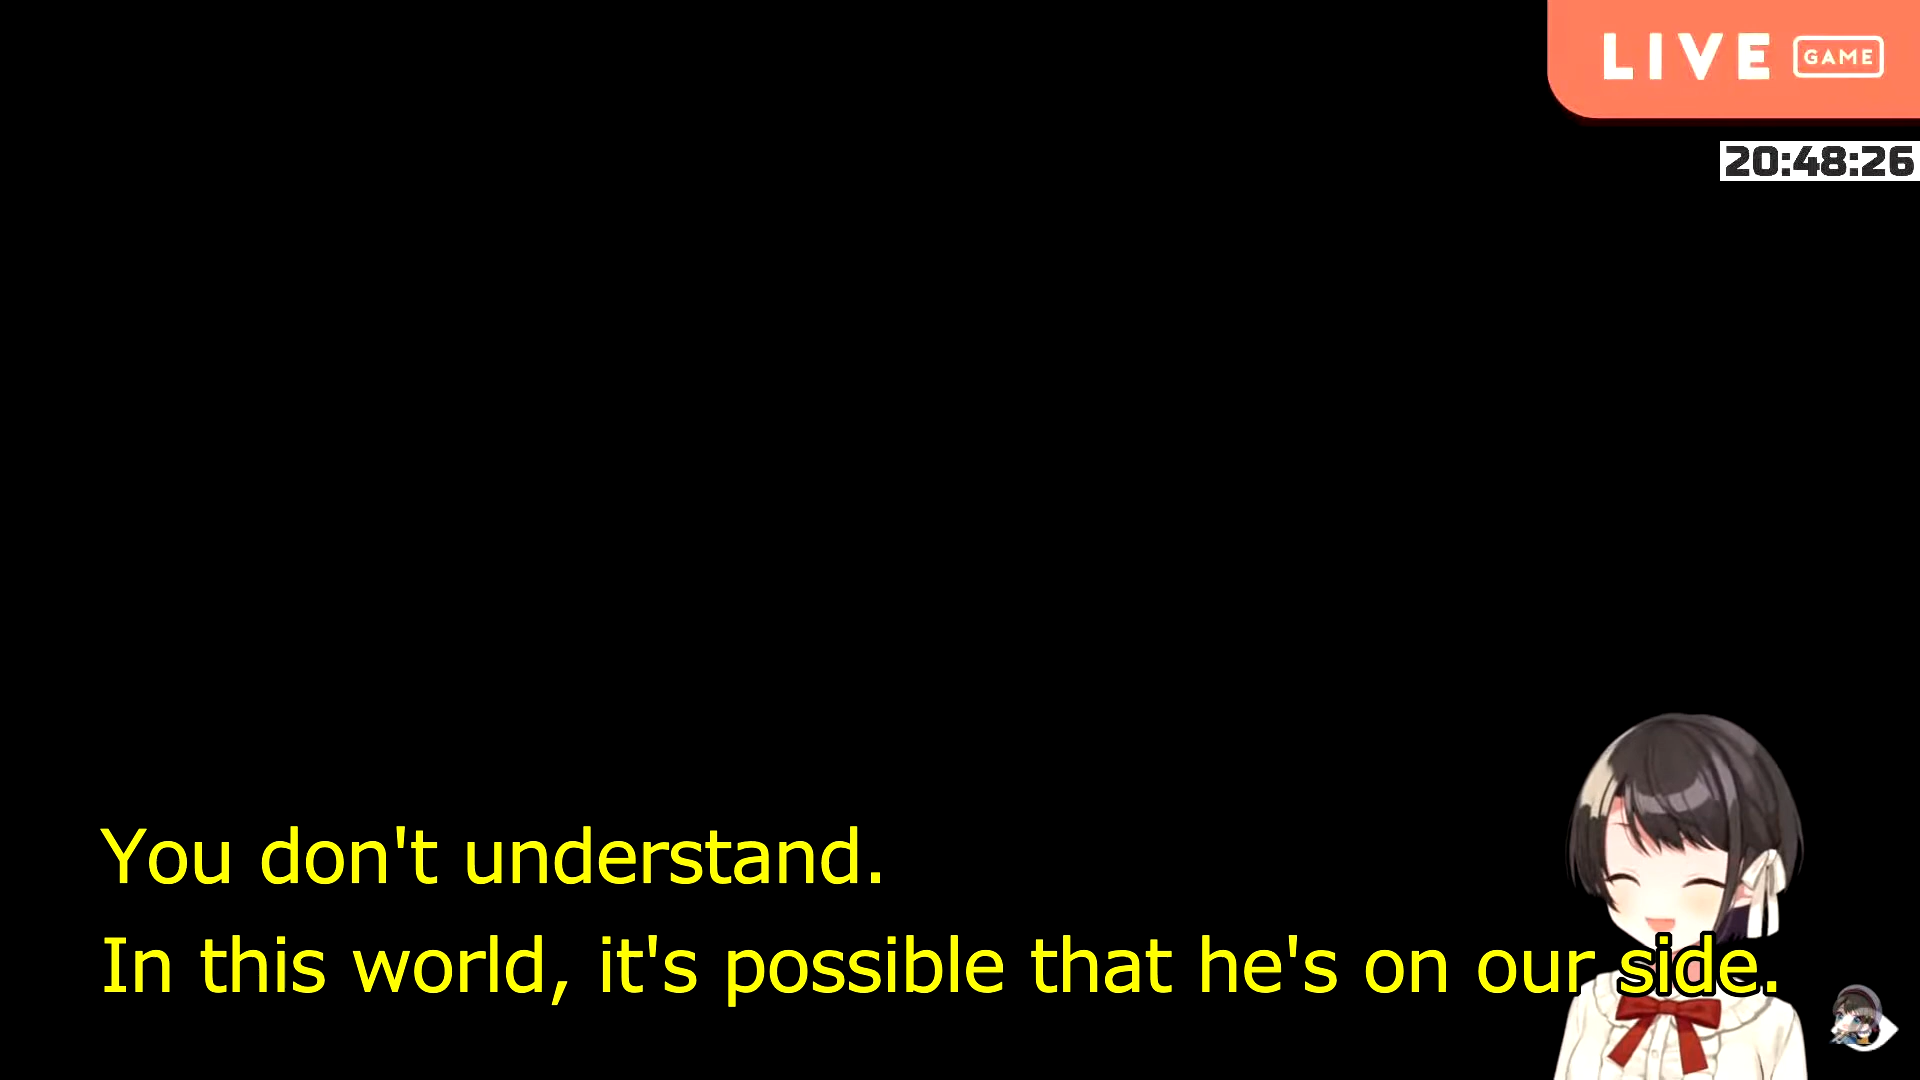 LIVE GAME
20:48:26
You don't understand.
In this world, it's possible that he's on our side.